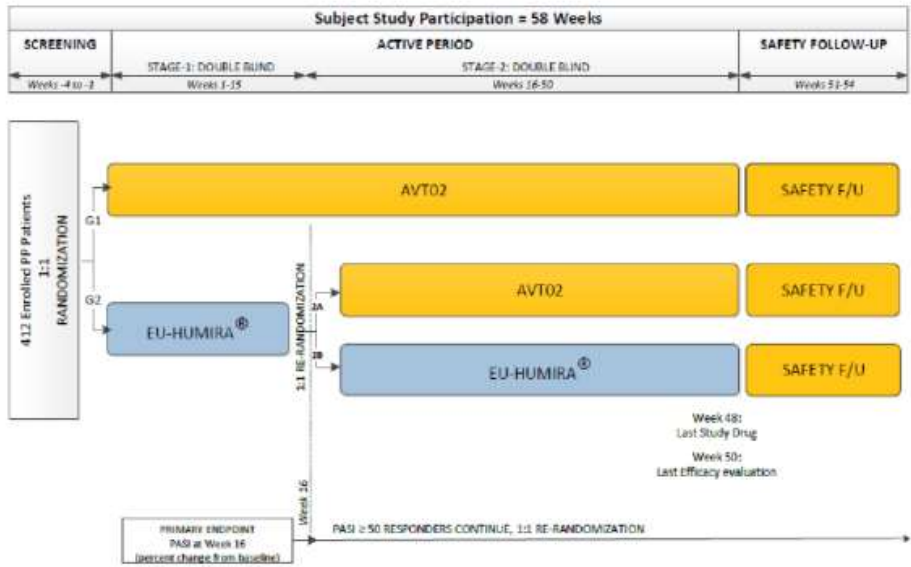 Subject Study Participation = 58 Weeks
SCREENING
ACTIVE PERIOD
SAFETY FOLLOW-UP
STAGE-1: DOUBLE BLIND
STAGE-2: DOUBLE BLIND
Weeks -4 to -1
Weeks 1-15
Weeks 16-50
Weeks 51-54
412 Enrolled PP Patients
1:1
RANDOMIZATION
G1
AVT02
SAFETY F/U
G2
EU-HUMIRA®
1:1 RE-RANDOMIZATION
2A
AVT02
SAFETY F/U
2B
EU-HUMIRA®
SAFETY F/U
Week 48:
Last Study Drug
Week 50:
Last Efficacy evaluation
Week 16
PRIMARY ENDPOINT
PASI at Week 16
(percent change from baseline)
PASI ≥ 50 RESPONDERS CONTINUE, 1:1 RE-RANDOMIZATION